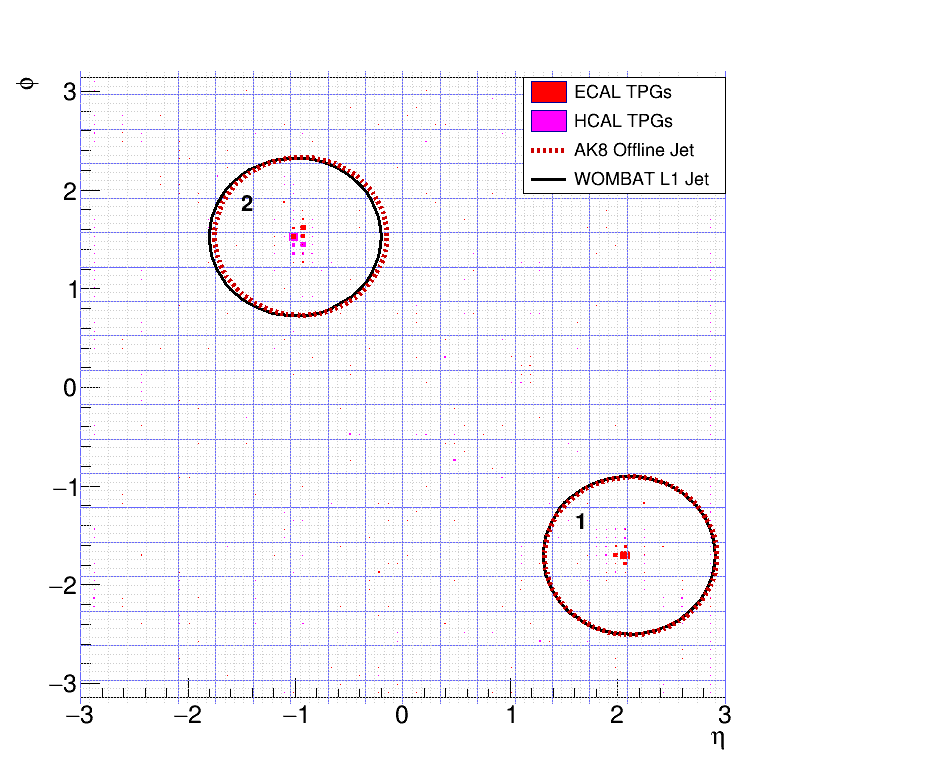 φ
3
2
1
0
−1
−2
−3
ECAL TPGs
HCAL TPGs
AK8 Offline Jet
WOMBAT L1 Jet
2
1
−3 −2 −1 0 1 2 3
η